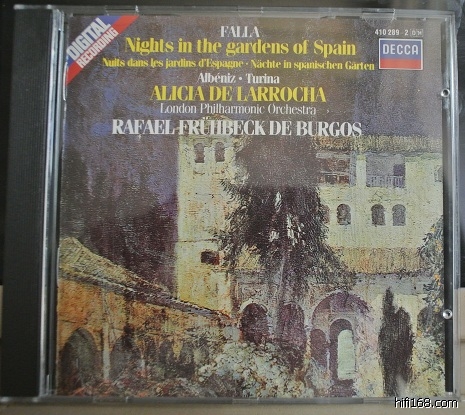 DIGITAL
RECORDING
FALLA
410 289-2 DH
DECCA
Nights in the gardens of Spain
Nuits dans les jardins d'Espagne · Nächte in spanischen Gärten
Albéniz · Turina
ALICIA DE LARROCHA
London Philharmonic Orchestra
RAFAEL FRÜHBECK DE BURGOS
hifi168.com